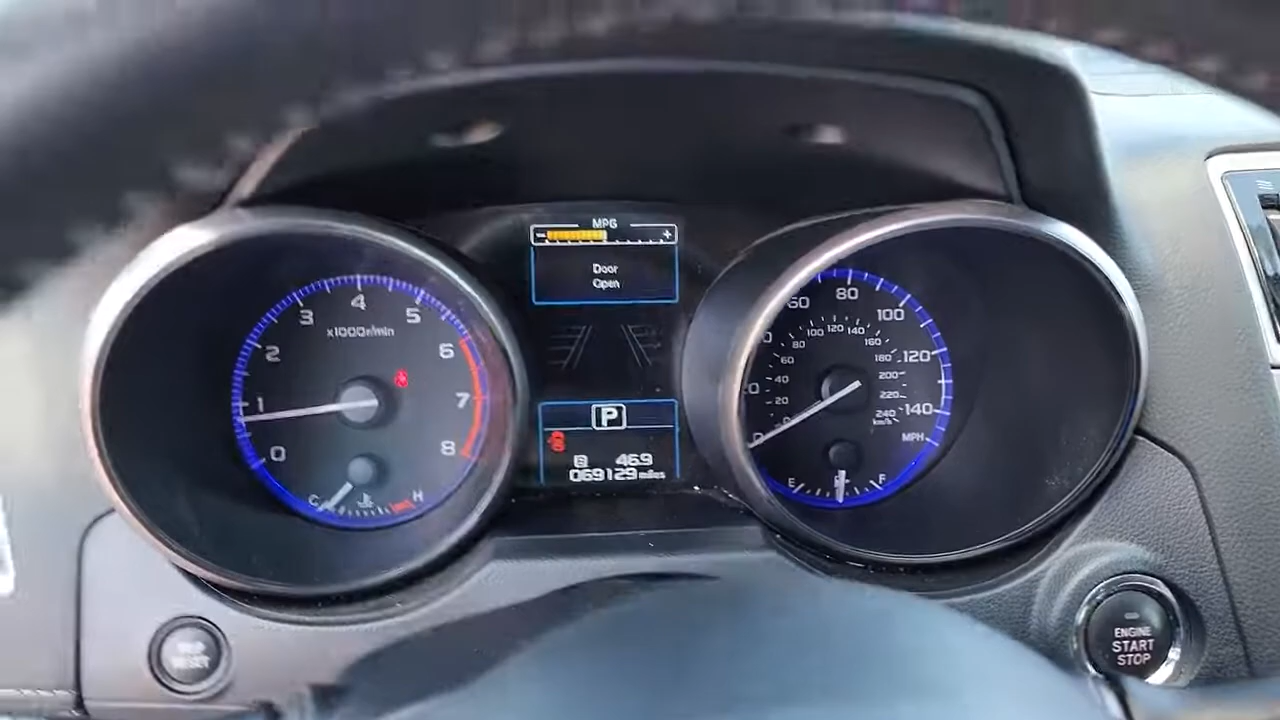 MPG
- +
Door
Open
P
B 46.9
069129 miles
x1000r/min
0
1
2
3
4
5
6
7
8
C H
60
80
100
120
140
MPH
20
40
60
80
100
120
140
160
180
200
220
240
km/h
E F
ENGINE
START
STOP